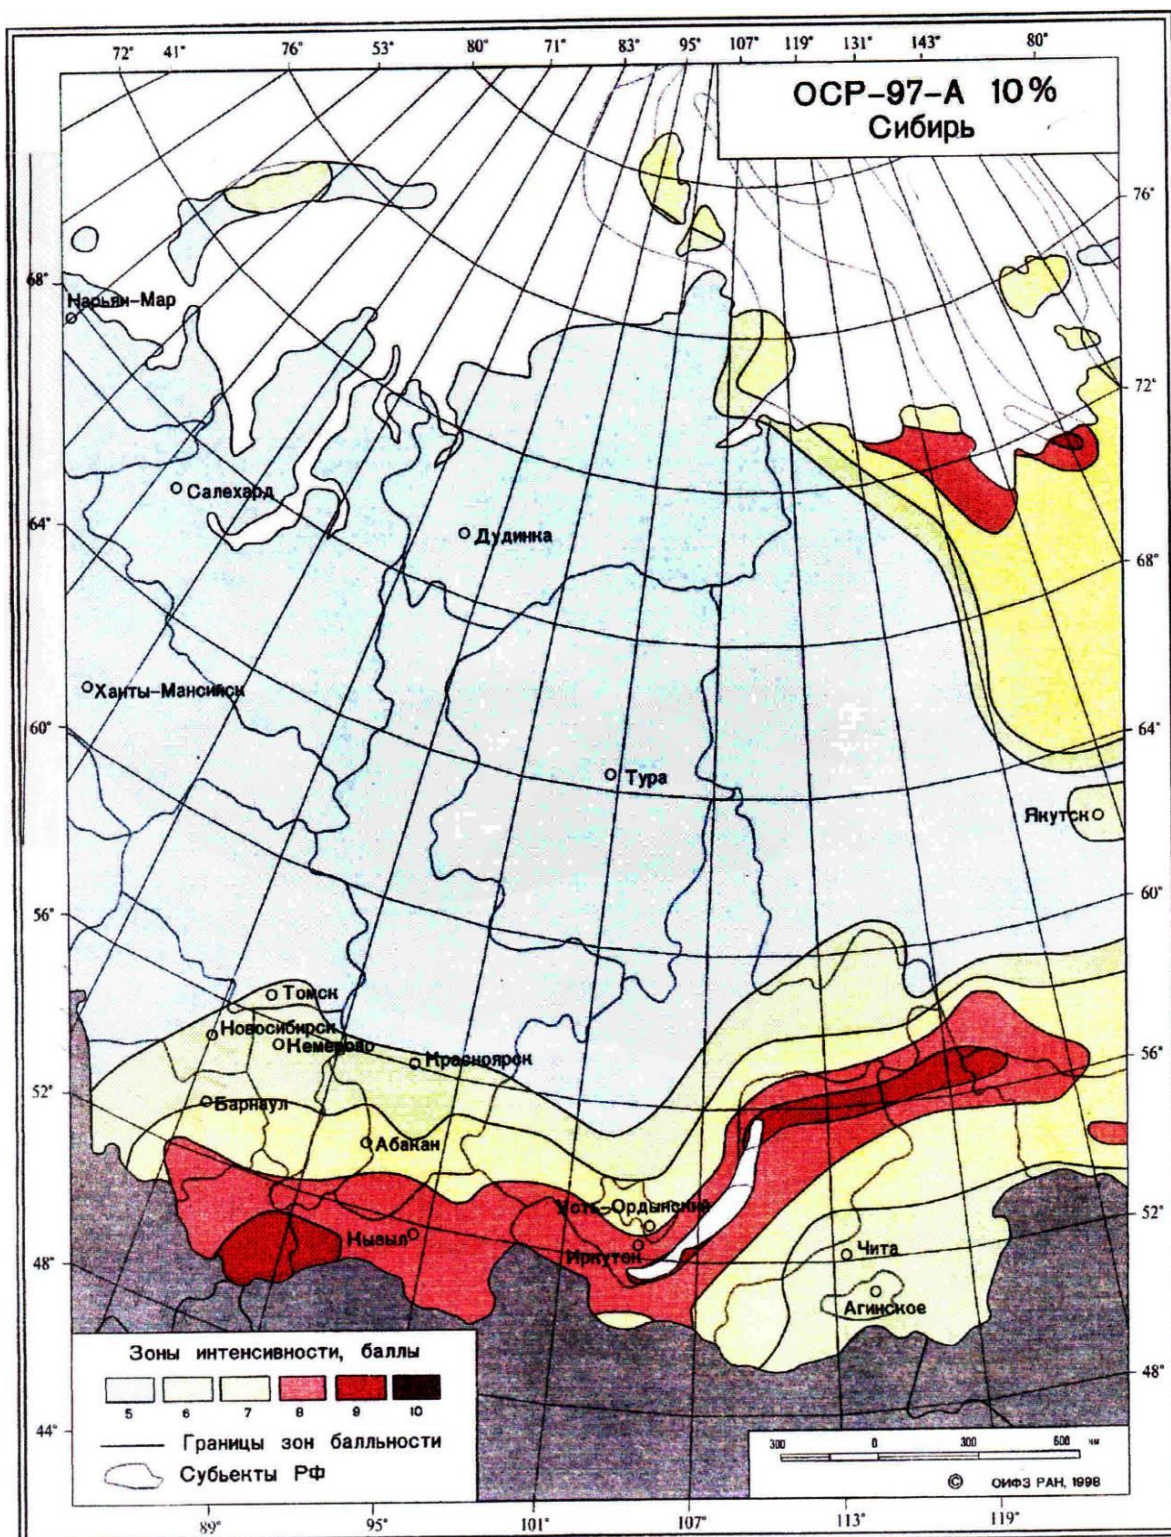 72° 41° 76° 53° 80° 71° 83° 95° 107° 119° 131° 143° 80°
ОСР-97-А 10%
Сибирь
76°
68°
Нарьян-Мар
72°
Салехард
64°
Дудинка
68°
Ханты-Мансийск
60°
64°
Тура
Якутск
60°
56°
Томск
Новосибирск
Кемерово
Красноярск
56°
52°
Барнаул
Абакан
Усть-Ордынский
52°
Кызыл
Иркутск
Чита
48°
Агинское
Зоны интенсивности, баллы
5 6 7 8 9 10
48°
44°
Границы зон балльности
Субьекты РФ
300 0 300 600 км
© ОИФЗ РАН, 1998
89° 95° 101° 107° 113° 119°